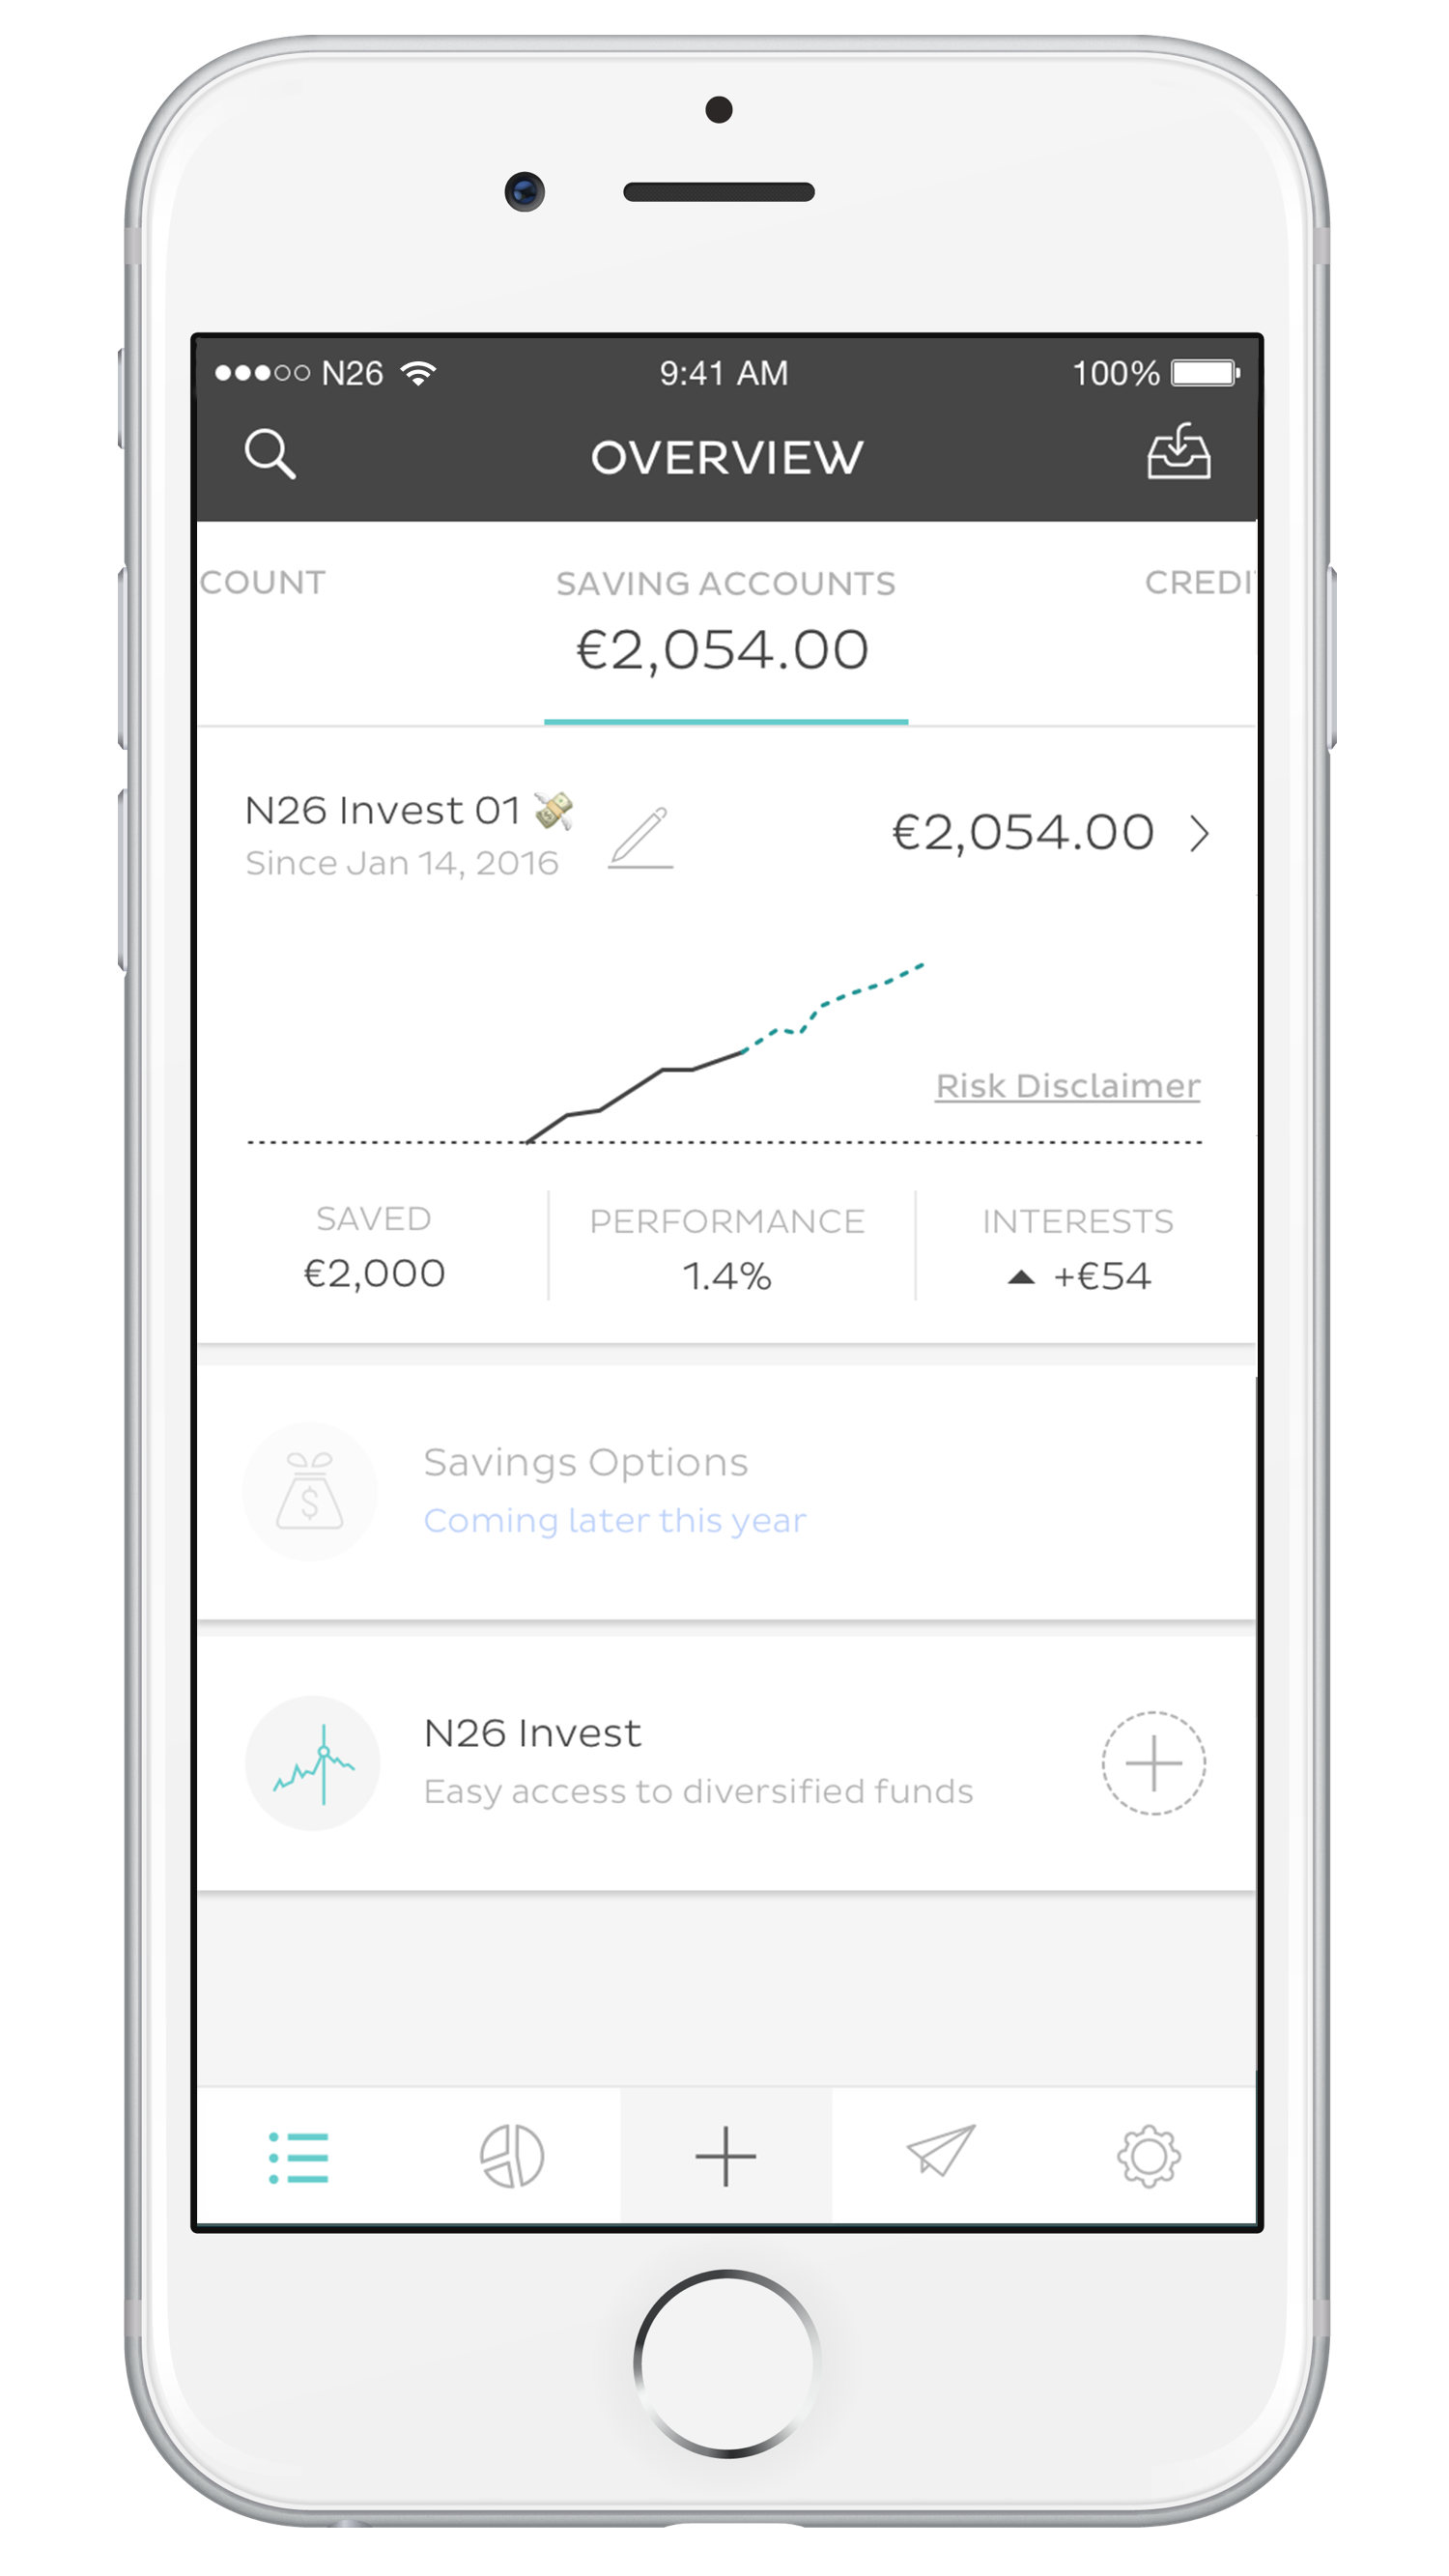 N26 9:41 AM 100%
OVERVIEW
COUNT SAVING ACCOUNTS CREDI
€2,054.00
N26 Invest 01 €2,054.00
Since Jan 14, 2016
Risk Disclaimer
SAVED PERFORMANCE INTERESTS
€2,000 1.4% +€54
Savings Options
$ Coming later this year
N26 Invest
Easy access to diversified funds